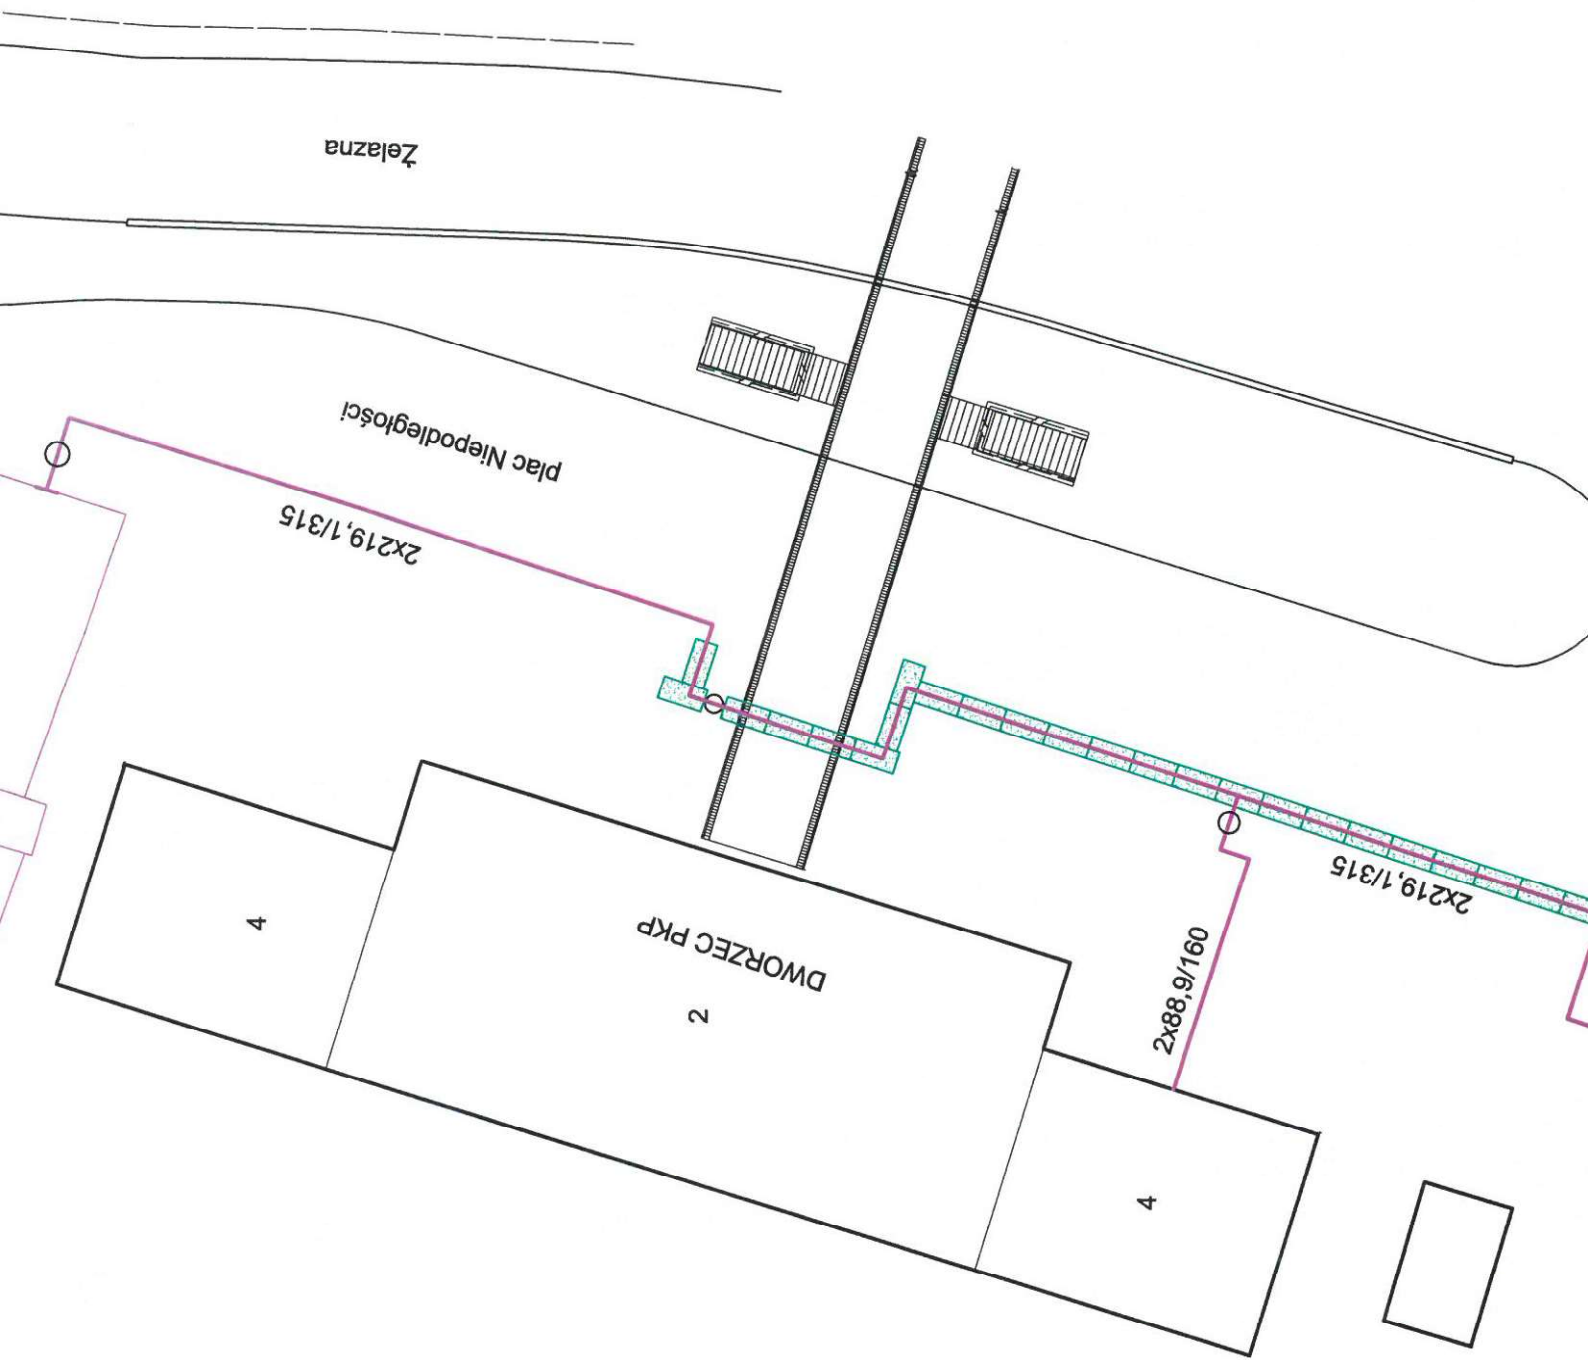 Żelazna
plac Niepodległości
2x219,1/315
2x219,1/315
2x88,9/160
4
DWORZEC PKP
2
4